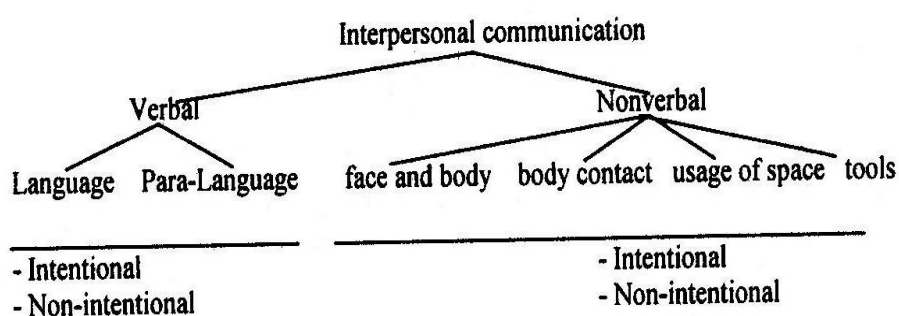 Interpersonal communication
Verbal
Nonverbal
Language
Para-Language
face and body
body contact
usage of space
tools
- Intentional
- Non-intentional
- Intentional
- Non-intentional